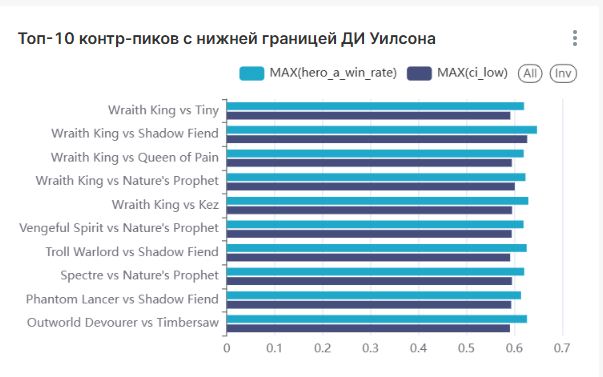 Топ-10 контр-пиков с нижней границей ДИ Уилсона
MAX(hero_a_win_rate) MAX(ci_low) All Inv
Wraith King vs Tiny
Wraith King vs Shadow Fiend
Wraith King vs Queen of Pain
Wraith King vs Nature's Prophet
Wraith King vs Kez
Vengeful Spirit vs Nature's Prophet
Troll Warlord vs Shadow Fiend
Spectre vs Nature's Prophet
Phantom Lancer vs Shadow Fiend
Outworld Devourer vs Timbersaw
0 0.1 0.2 0.3 0.4 0.5 0.6 0.7